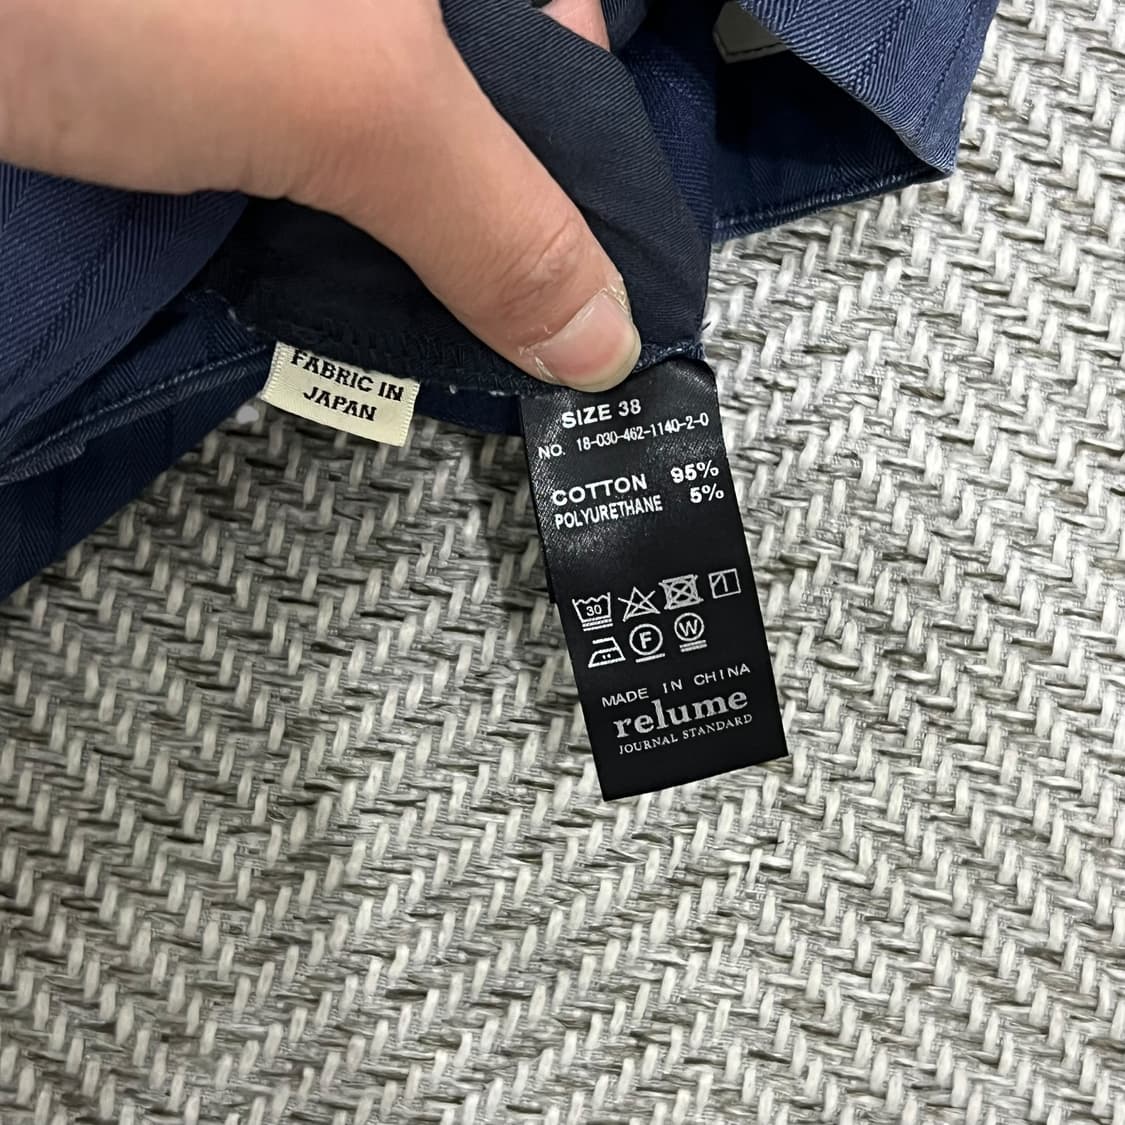 FABRIC IN
JAPAN
SIZE 38
NO. 18-030-462-1140-2-0
COTTON 95%
POLYURETHANE 5%
30
F W
MADE IN CHINA
relume
JOURNAL STANDARD